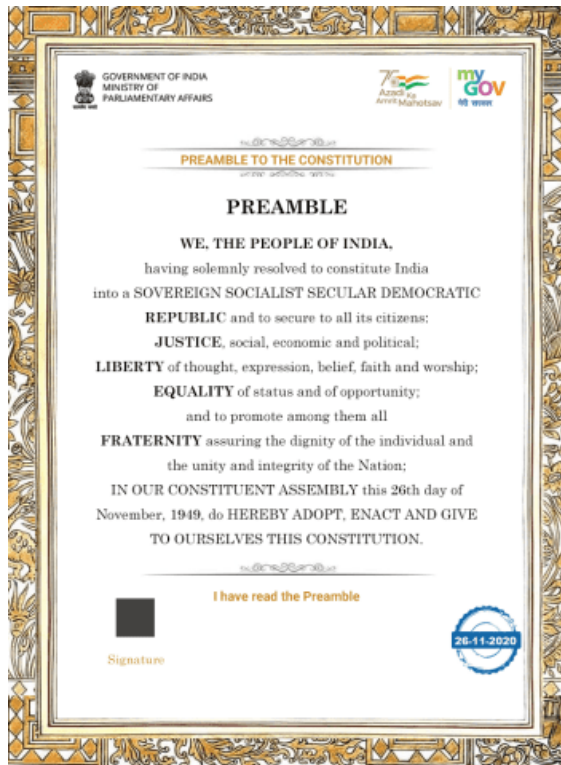 GOVERNMENT OF INDIA
MINISTRY OF
PARLIAMENTARY AFFAIRS
Azadi Ka
Amrit Mahotsav
my
GOV
मेरी सरकार
PREAMBLE TO THE CONSTITUTION
PREAMBLE
WE, THE PEOPLE OF INDIA,
having solemnly resolved to constitute India
into a SOVEREIGN SOCIALIST SECULAR DEMOCRATIC
REPUBLIC and to secure to all its citizens:
JUSTICE, social, economic and political;
LIBERTY of thought, expression, belief, faith and worship;
EQUALITY of status and of opportunity;
and to promote among them all
FRATERNITY assuring the dignity of the individual and
the unity and integrity of the Nation;
IN OUR CONSTITUENT ASSEMBLY this 26th day of
November, 1949, do HEREBY ADOPT, ENACT AND GIVE
TO OURSELVES THIS CONSTITUTION.
I have read the Preamble
26-11-2020
Signature